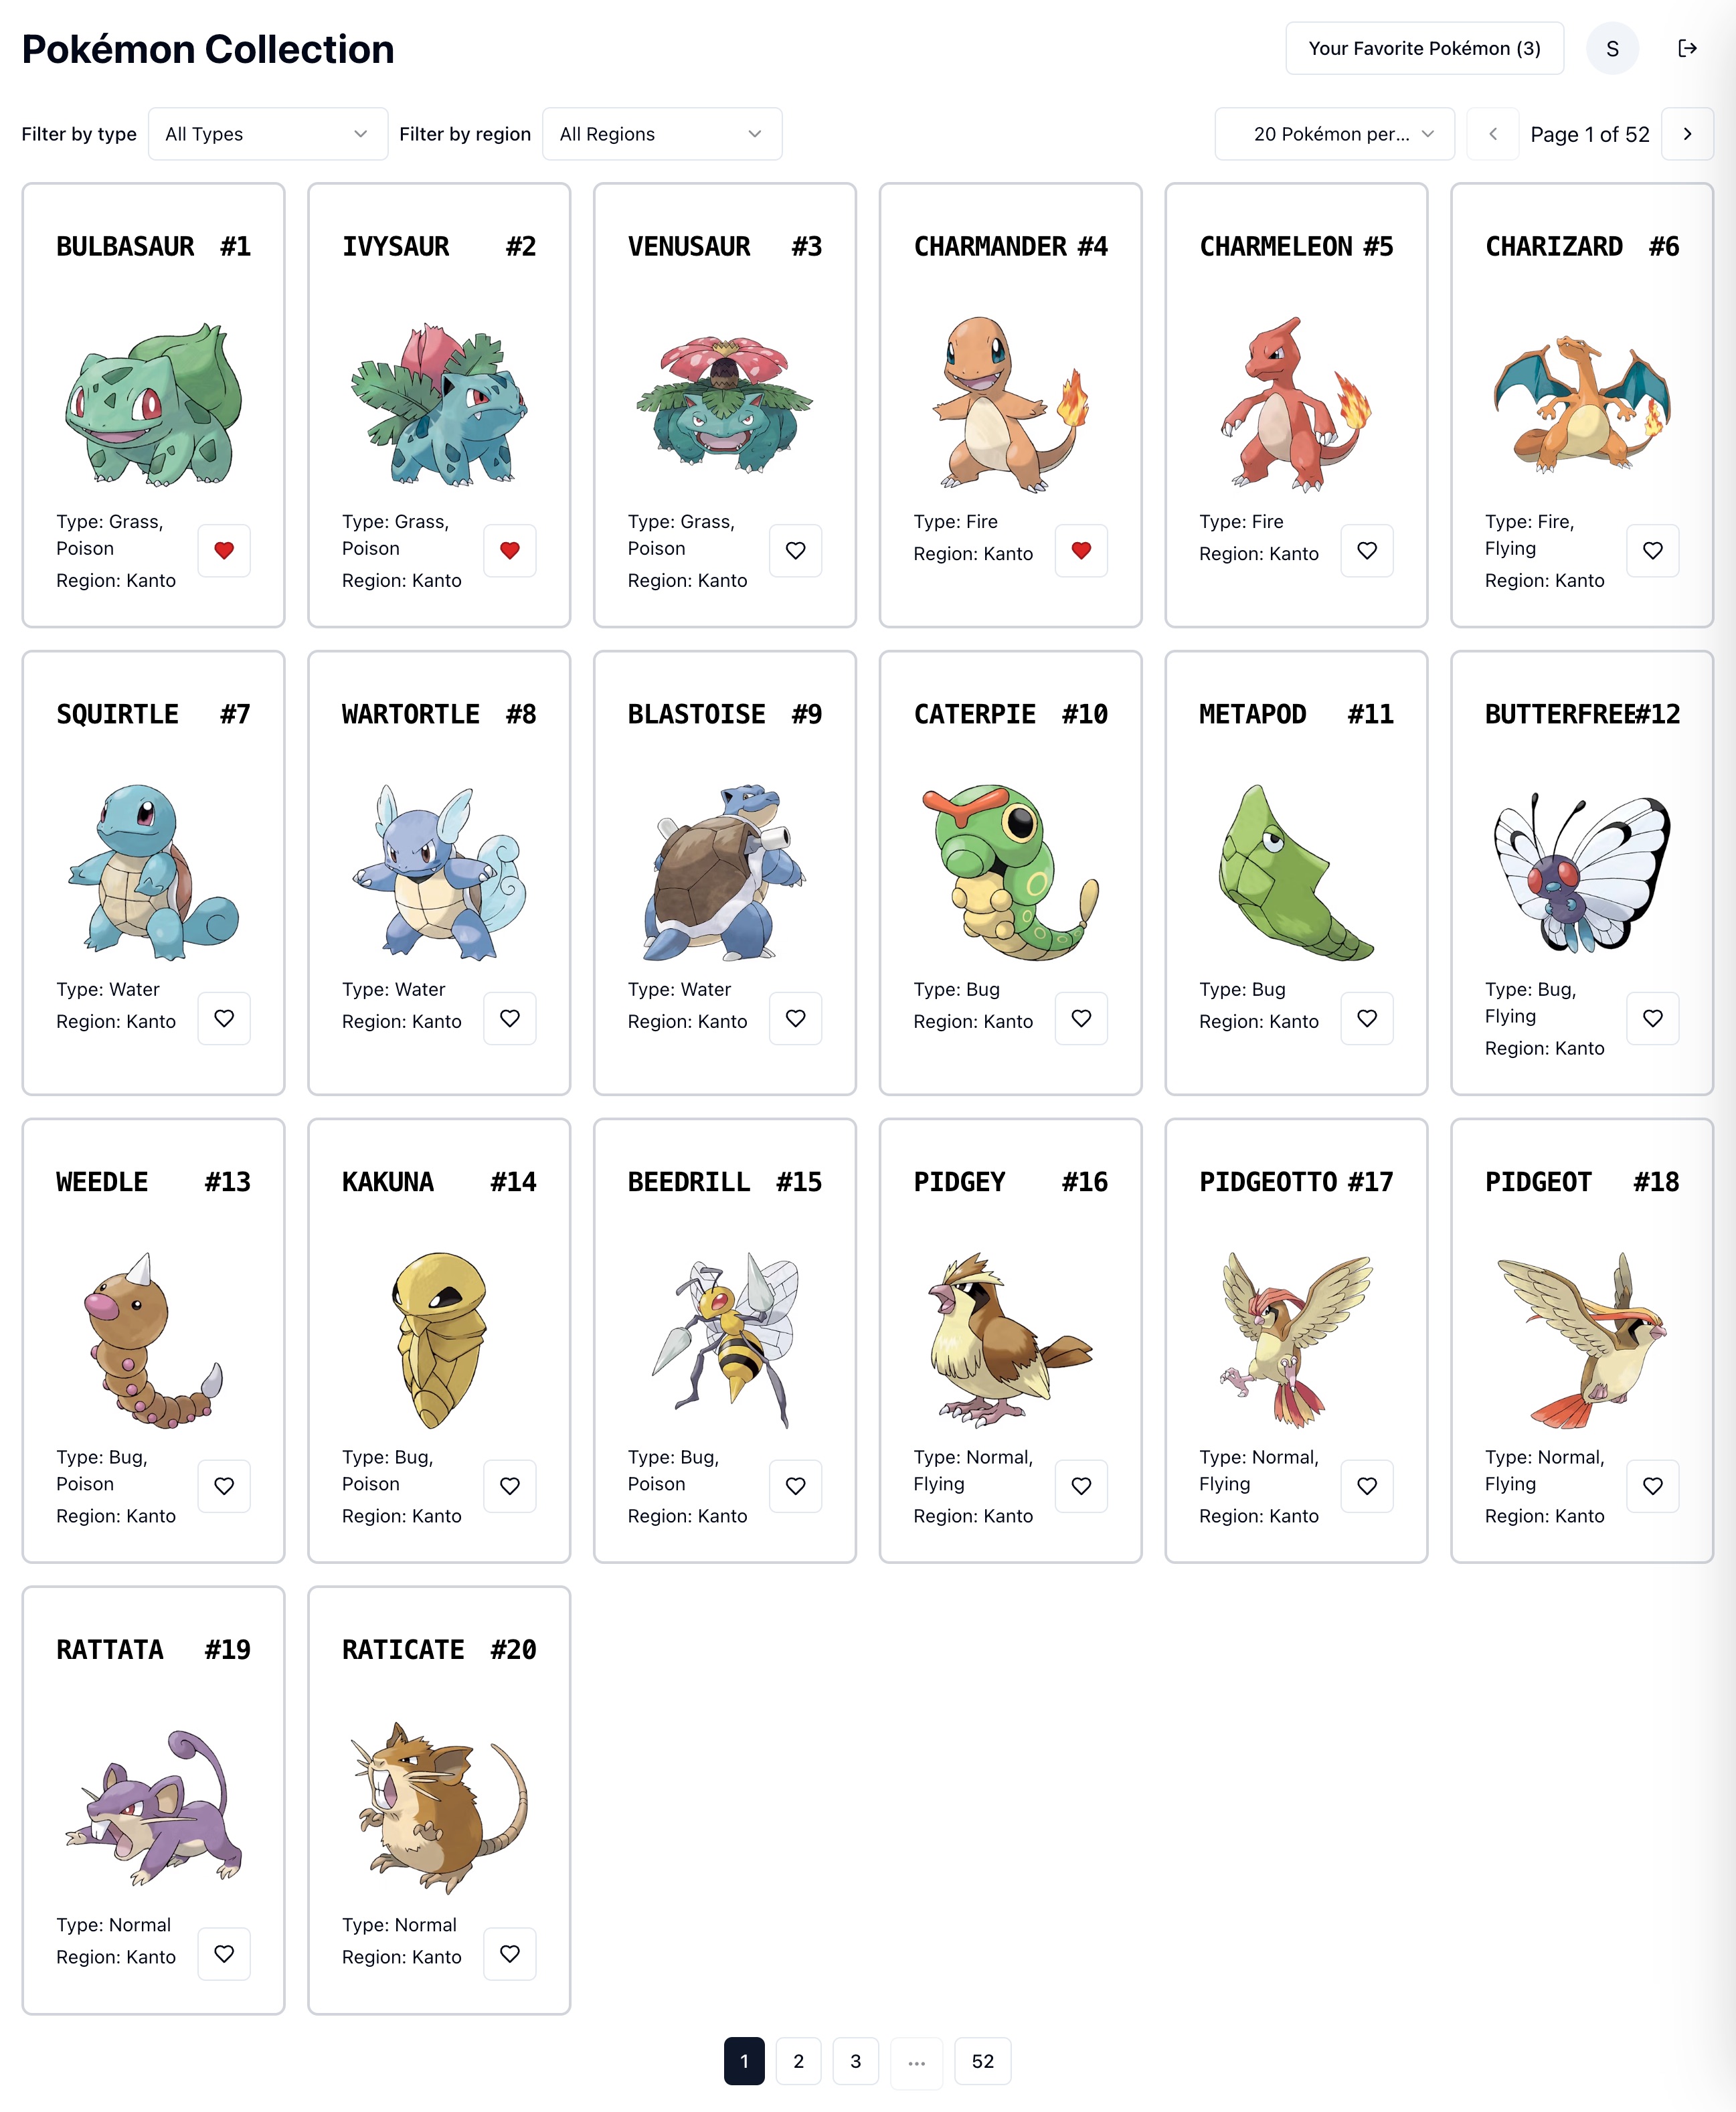 Pokémon Collection
Your Favorite Pokémon (3)
S
Filter by type
All Types
Filter by region
All Regions
20 Pokémon per...
Page 1 of 52
BULBASAUR #1
Type: Grass,
Poison
Region: Kanto
IVYSAUR #2
Type: Grass,
Poison
Region: Kanto
VENUSAUR #3
Type: Grass,
Poison
Region: Kanto
CHARMANDER #4
Type: Fire
Region: Kanto
CHARMELEON #5
Type: Fire
Region: Kanto
CHARIZARD #6
Type: Fire,
Flying
Region: Kanto
SQUIRTLE #7
Type: Water
Region: Kanto
WARTORTLE #8
Type: Water
Region: Kanto
BLASTOISE #9
Type: Water
Region: Kanto
CATERPIE #10
Type: Bug
Region: Kanto
METAPOD #11
Type: Bug
Region: Kanto
BUTTERFREE #12
Type: Bug,
Flying
Region: Kanto
WEEDLE #13
Type: Bug,
Poison
Region: Kanto
KAKUNA #14
Type: Bug,
Poison
Region: Kanto
BEEDRILL #15
Type: Bug,
Poison
Region: Kanto
PIDGEY #16
Type: Normal,
Flying
Region: Kanto
PIDGEOTTO #17
Type: Normal,
Flying
Region: Kanto
PIDGEOT #18
Type: Normal,
Flying
Region: Kanto
RATTATA #19
Type: Normal
Region: Kanto
RATICATE #20
Type: Normal
Region: Kanto
1 2 3 ... 52